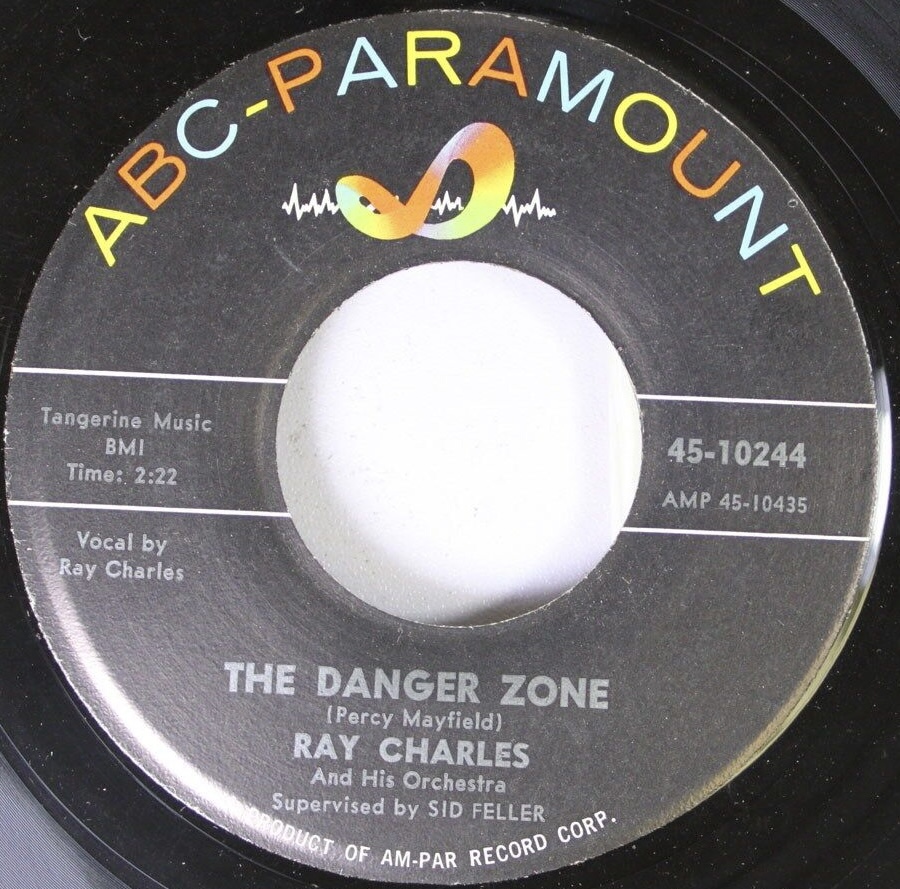 ABC-PARAMOUNT
Tangerine Music
BMI
Time: 2:22
45-10244
AMP 45-10435
Vocal by
Ray Charles
THE DANGER ZONE
(Percy Mayfield)
RAY CHARLES
And His Orchestra
Supervised by SID FELLER
PRODUCT OF AM-PAR RECORD CORP.